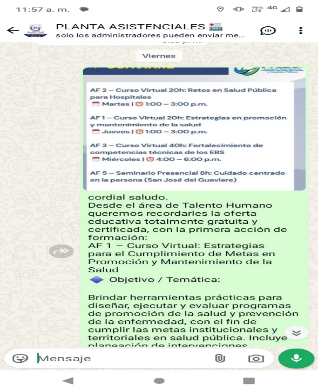 11:57 a. m.
4G
PLANTA ASISTENCIALES
solo los administradores pueden enviar me...
Viernes
AF 2 – Curso Virtual 20h: Retos en Salud Pública
para Hospitales
Martes | 1:00 – 3:00 p.m.
AF 1 – Curso Virtual 20h: Estrategias en promoción
y mantenimiento de la salud
Jueves | 1:00 – 3:00 p.m.
AF 3 – Curso Virtual 40h: Fortalecimiento de
competencias técnicas de los EBS
Miércoles | 4:00 – 6:00 p.m.
AF 5 – Seminario Presencial 8h: Cuidado centrado
en la persona (San José del Guaviare)
cordial saludo.
Desde el área de Talento Humano
queremos recordarles la oferta
educativa totalmente gratuita y
certificada, con la primera acción de
formación:
AF 1 – Curso Virtual: Estrategias
para el Cumplimiento de Metas en
Promoción y Mantenimiento de la
Salud
Objetivo / Temática:
Brindar herramientas prácticas para
diseñar, ejecutar y evaluar programas
de promoción de la salud y prevención
de la enfermedad, con el fin de
cumplir las metas institucionales y
territoriales en salud pública. Incluye
planeación de intervenciones
Mensaje